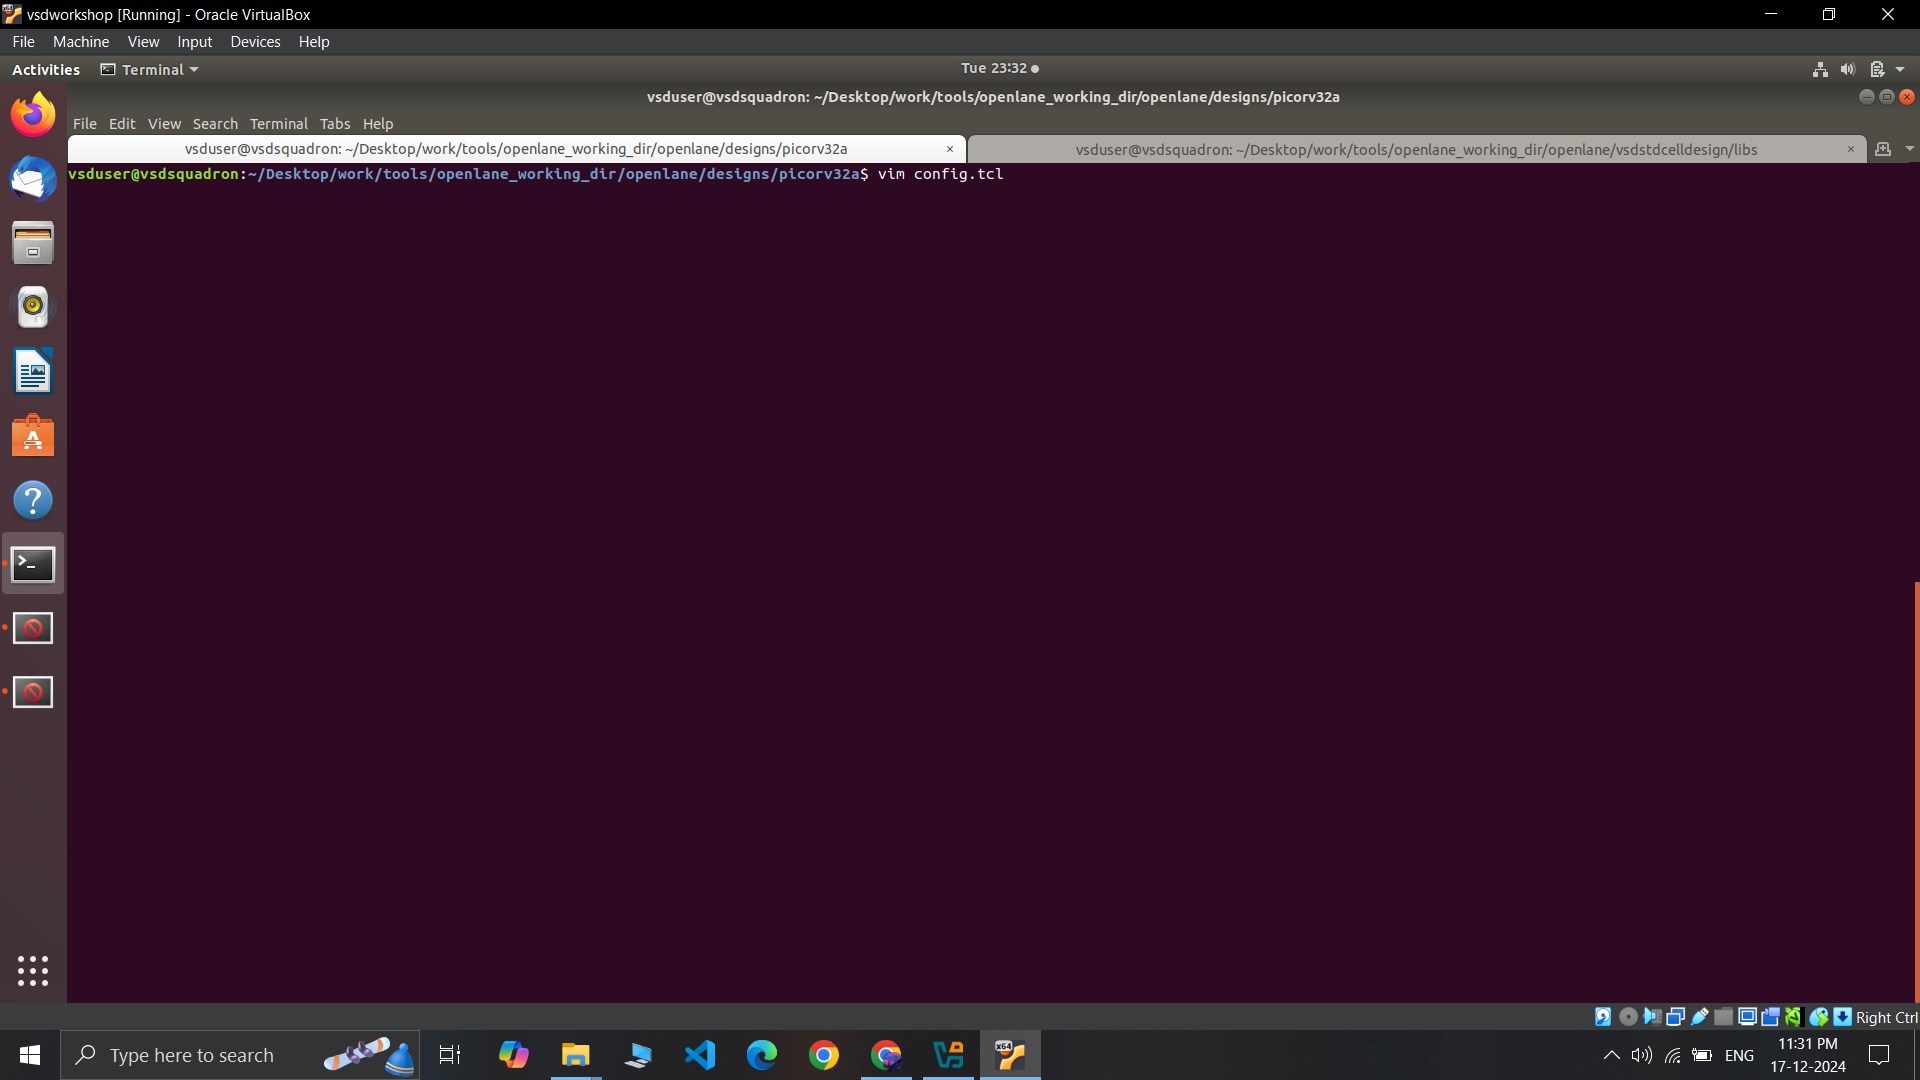 vsdworkshop [Running] - Oracle VirtualBox
File Machine View Input Devices Help
Activities Terminal Tue 23:32
vsduser@vsdsquadron: ~/Desktop/work/tools/openlane_working_dir/openlane/designs/picorv32a
File Edit View Search Terminal Tabs Help
vsduser@vsdsquadron: ~/Desktop/work/tools/openlane_working_dir/openlane/designs/picorv32a × vsduser@vsdsquadron: ~/Desktop/work/tools/openlane_working_dir/openlane/vsdstdcelldesign/libs ×
vsduser@vsdsquadron:~/Desktop/work/tools/openlane_working_dir/openlane/designs/picorv32a$ vim config.tcl
Right Ctrl
Type here to search
x64
ENG
11:31 PM
17-12-2024